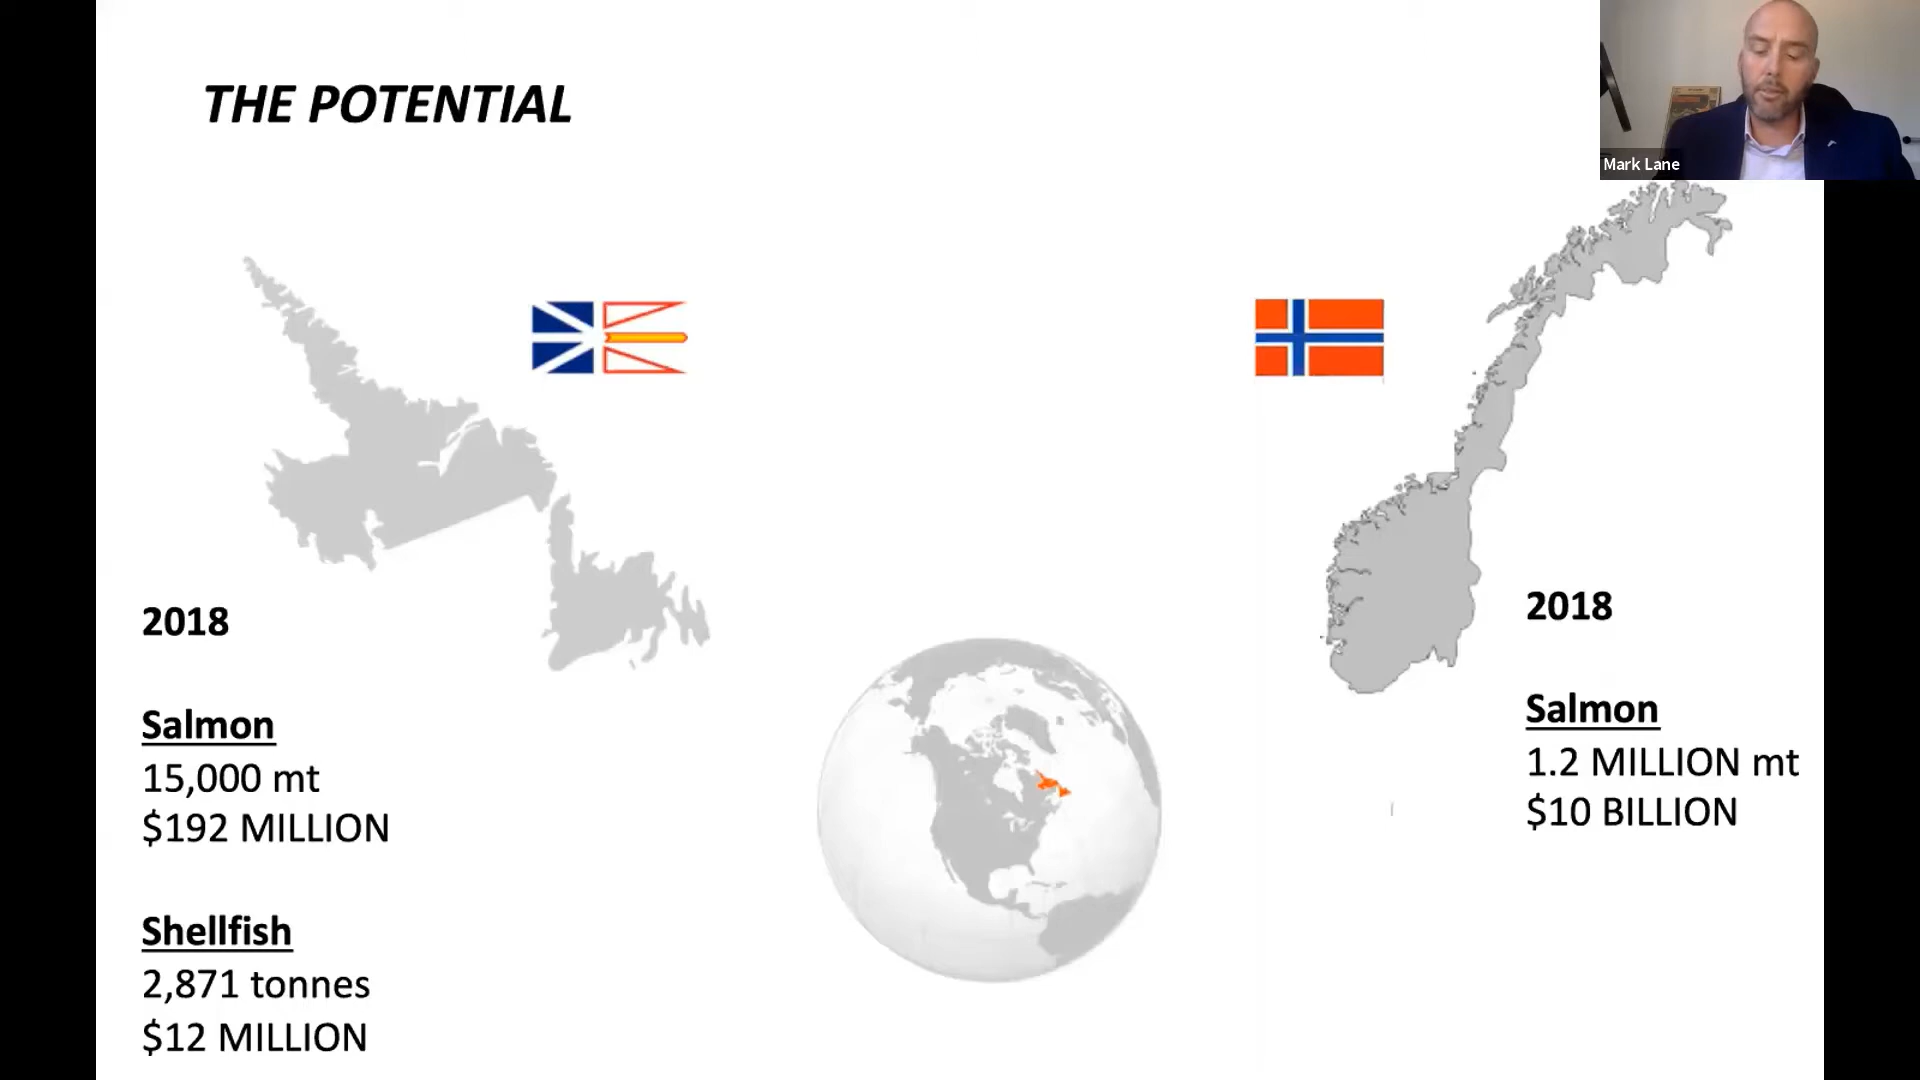 THE POTENTIAL
Mark Lane
2018
Salmon
15,000 mt
$192 MILLION
Shellfish
2,871 tonnes
$12 MILLION
2018
Salmon
1.2 MILLION mt
$10 BILLION